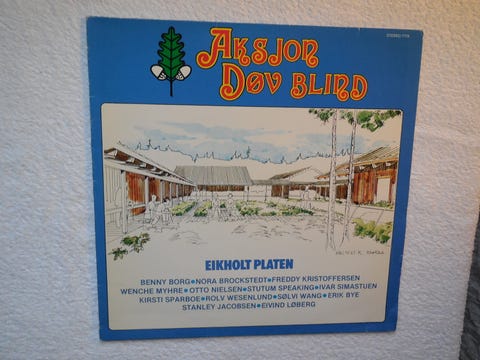 AKSJON
DØV BLIND
EIKHOLT PLATEN
BENNY BORG•NORA BROCKSTEDT•FREDDY KRISTOFFERSEN
WENCHE MYHRE•OTTO NIELSEN•STUTUM SPEAKING•IVAR SIMASTUEN
KIRSTI SPARBOE•ROLV WESENLUND•SØLVI WANG•ERIK BYE
STANLEY JACOBSEN•EIVIND LØBERG